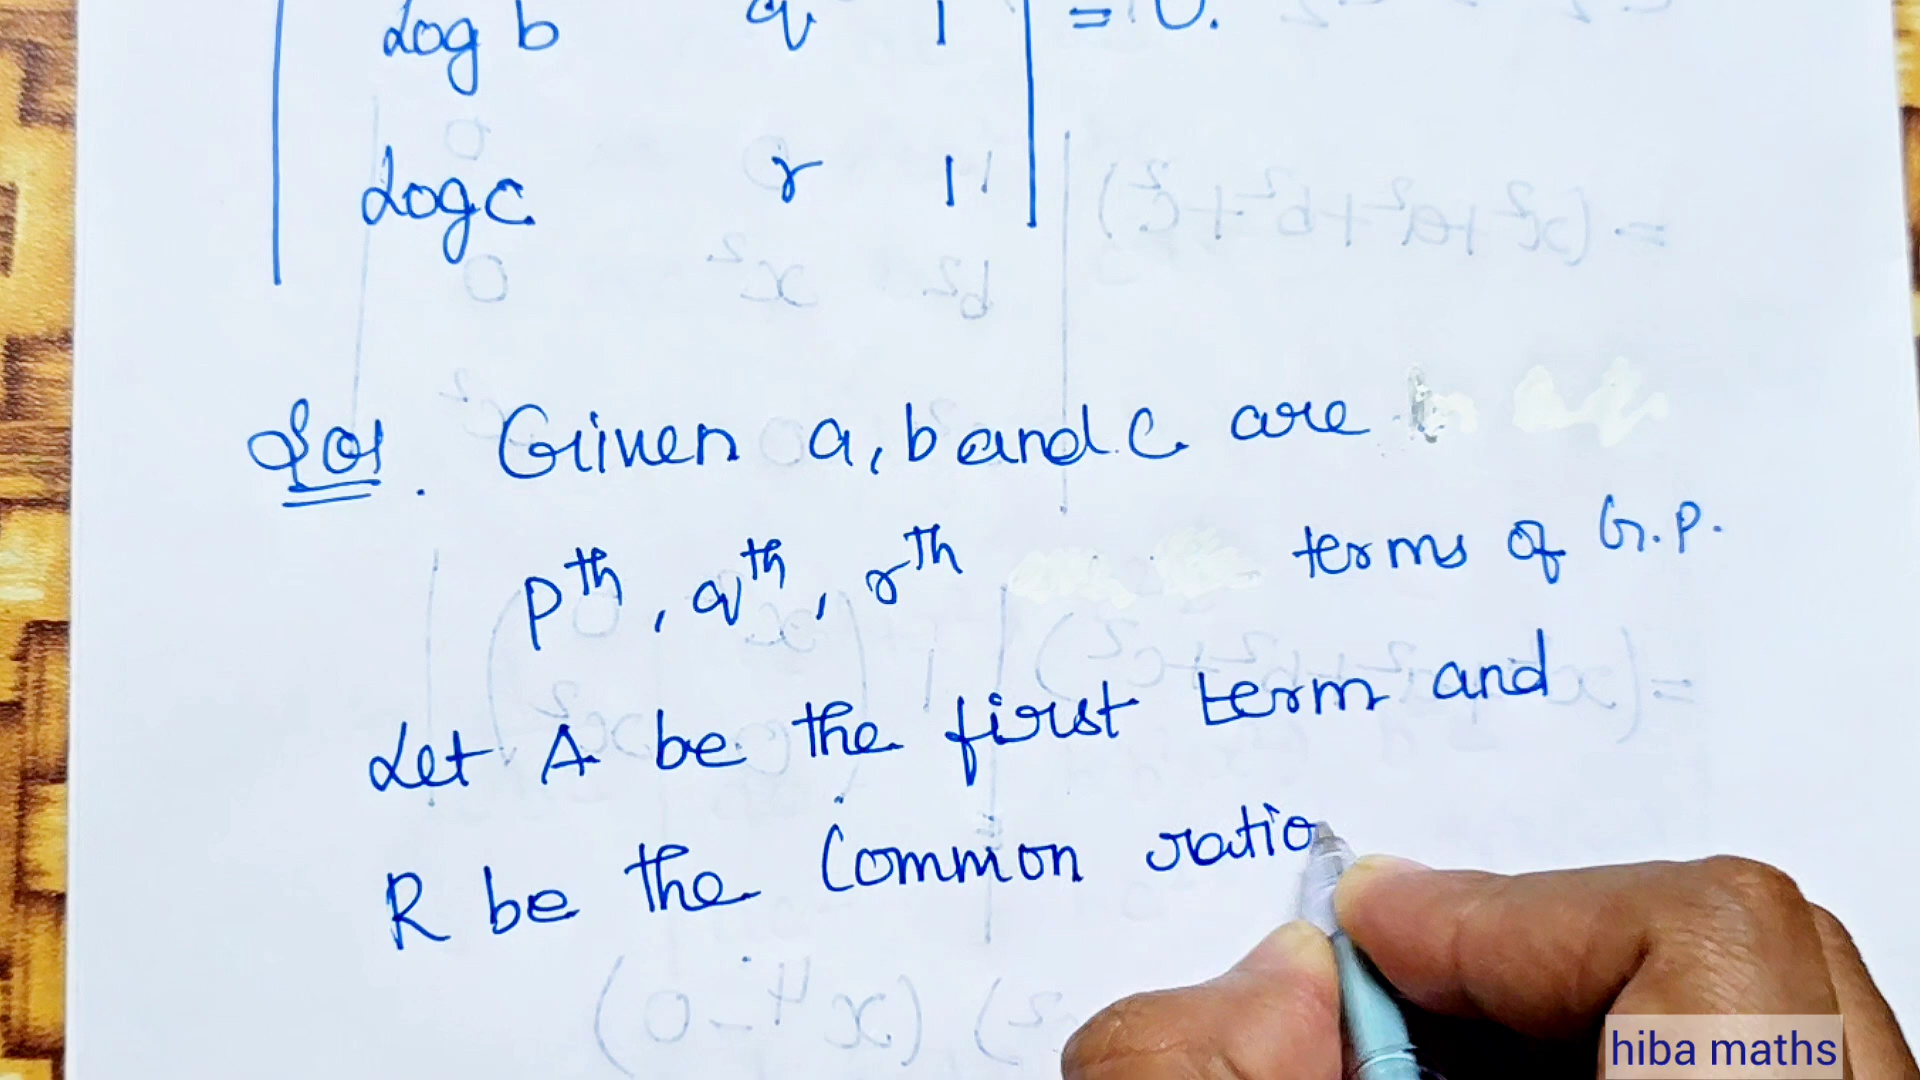 Log b q 1 = 0.
Log c r 1
Sol. Given a, b and c are
pth, qth, rth terms of G.P.
Let A be the first term and
R be the Common ratio
hiba maths